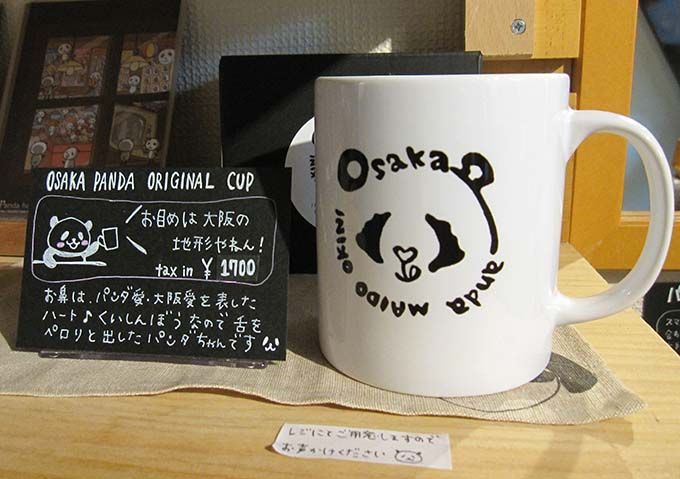 OSAKA PANDA ORIGINAL CUP
お目めは大阪の
地形やねん!
tax in ¥ 1700
お鼻は、パンダ愛・大阪愛を表した
ハート♪くいしんぼうなので舌を
ペロリと出したパンダちゃんです
Osaka
Panda
MAIDO OKINI
レジにてご用意しますので
お声かけください